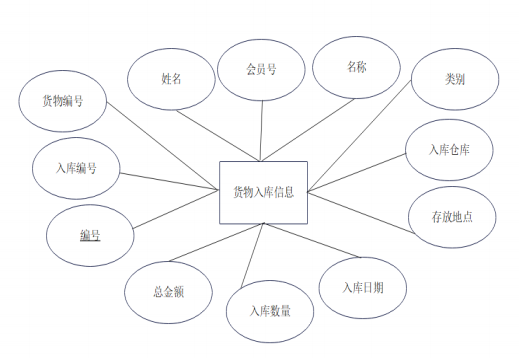 名称
会员号
姓名
类别
货物编号
入库仓库
入库编号
货物入库信息
存放地点
编号
总金额
入库日期
入库数量